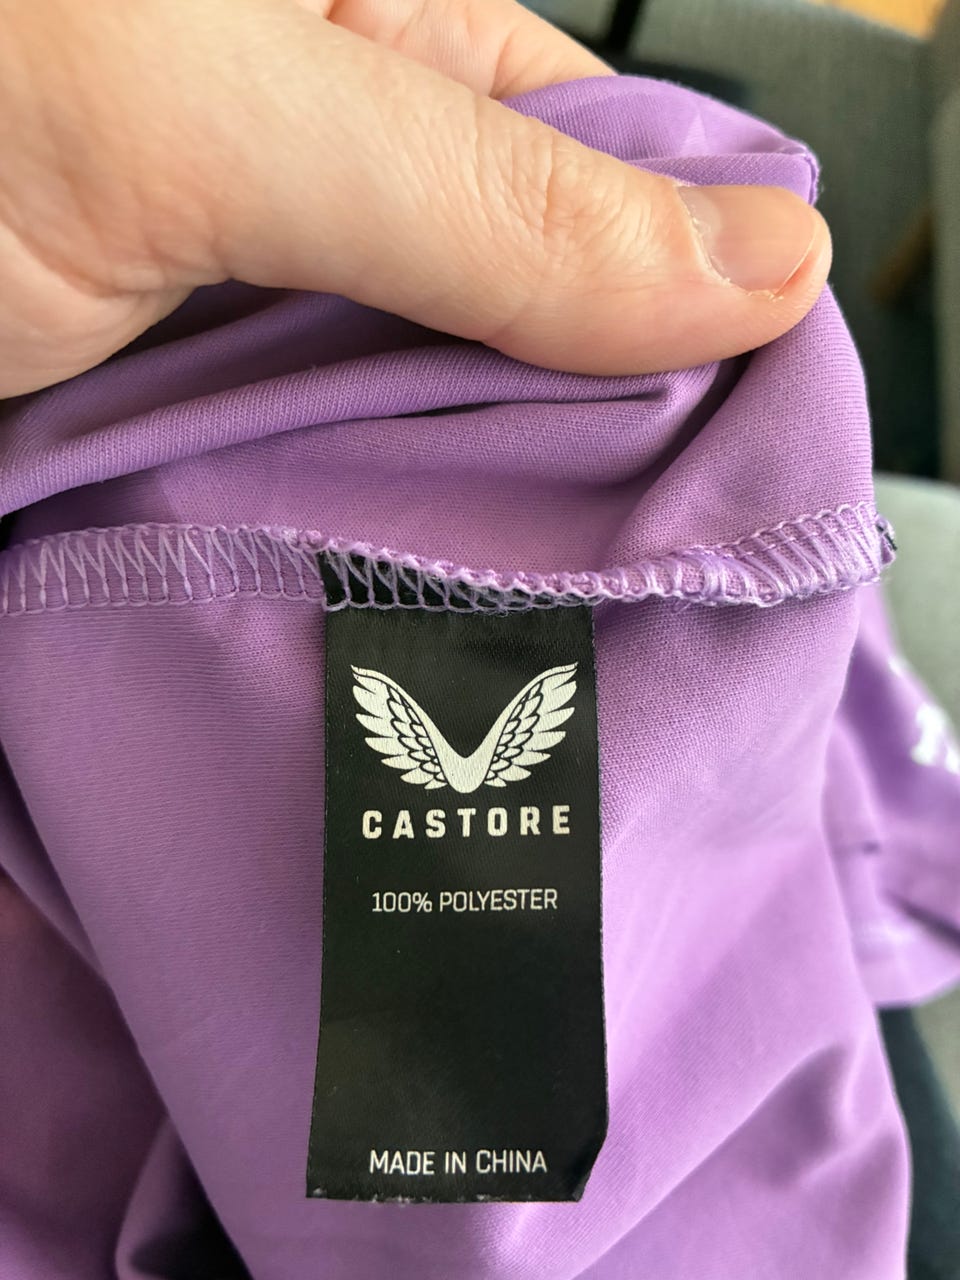 CASTORE
100% POLYESTER
MADE IN CHINA